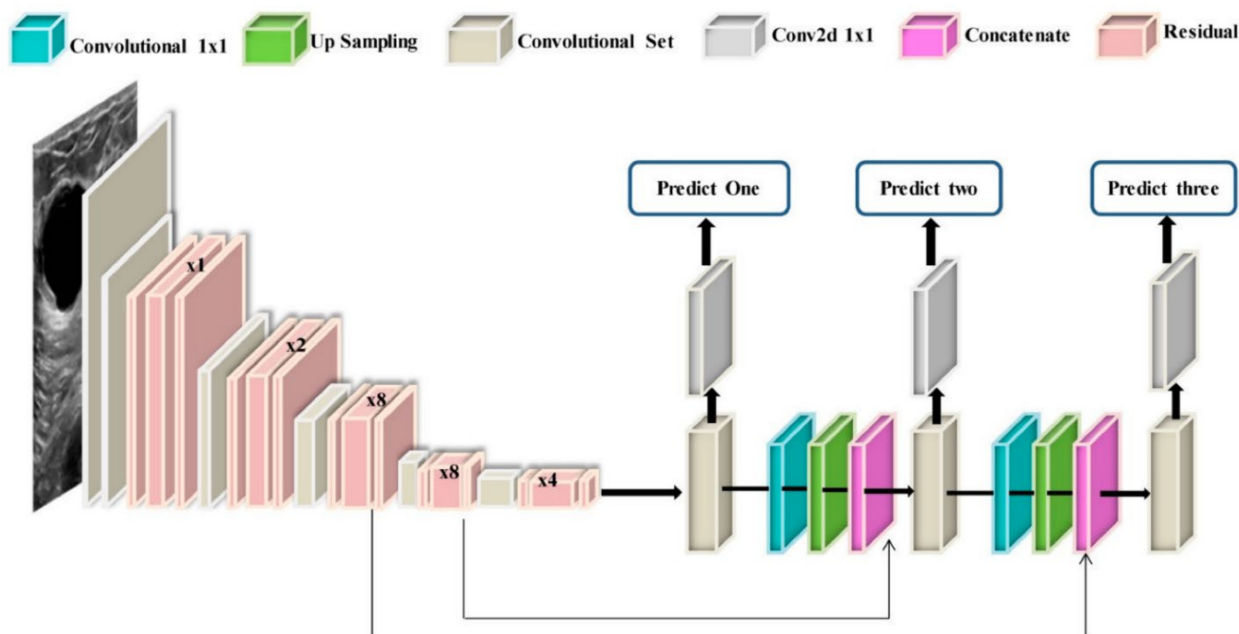 Convolutional 1x1
Up Sampling
Convolutional Set
Conv2d 1x1
Concatenate
Residual
Predict One
Predict two
Predict three
x1
x2
x8
x8
x4